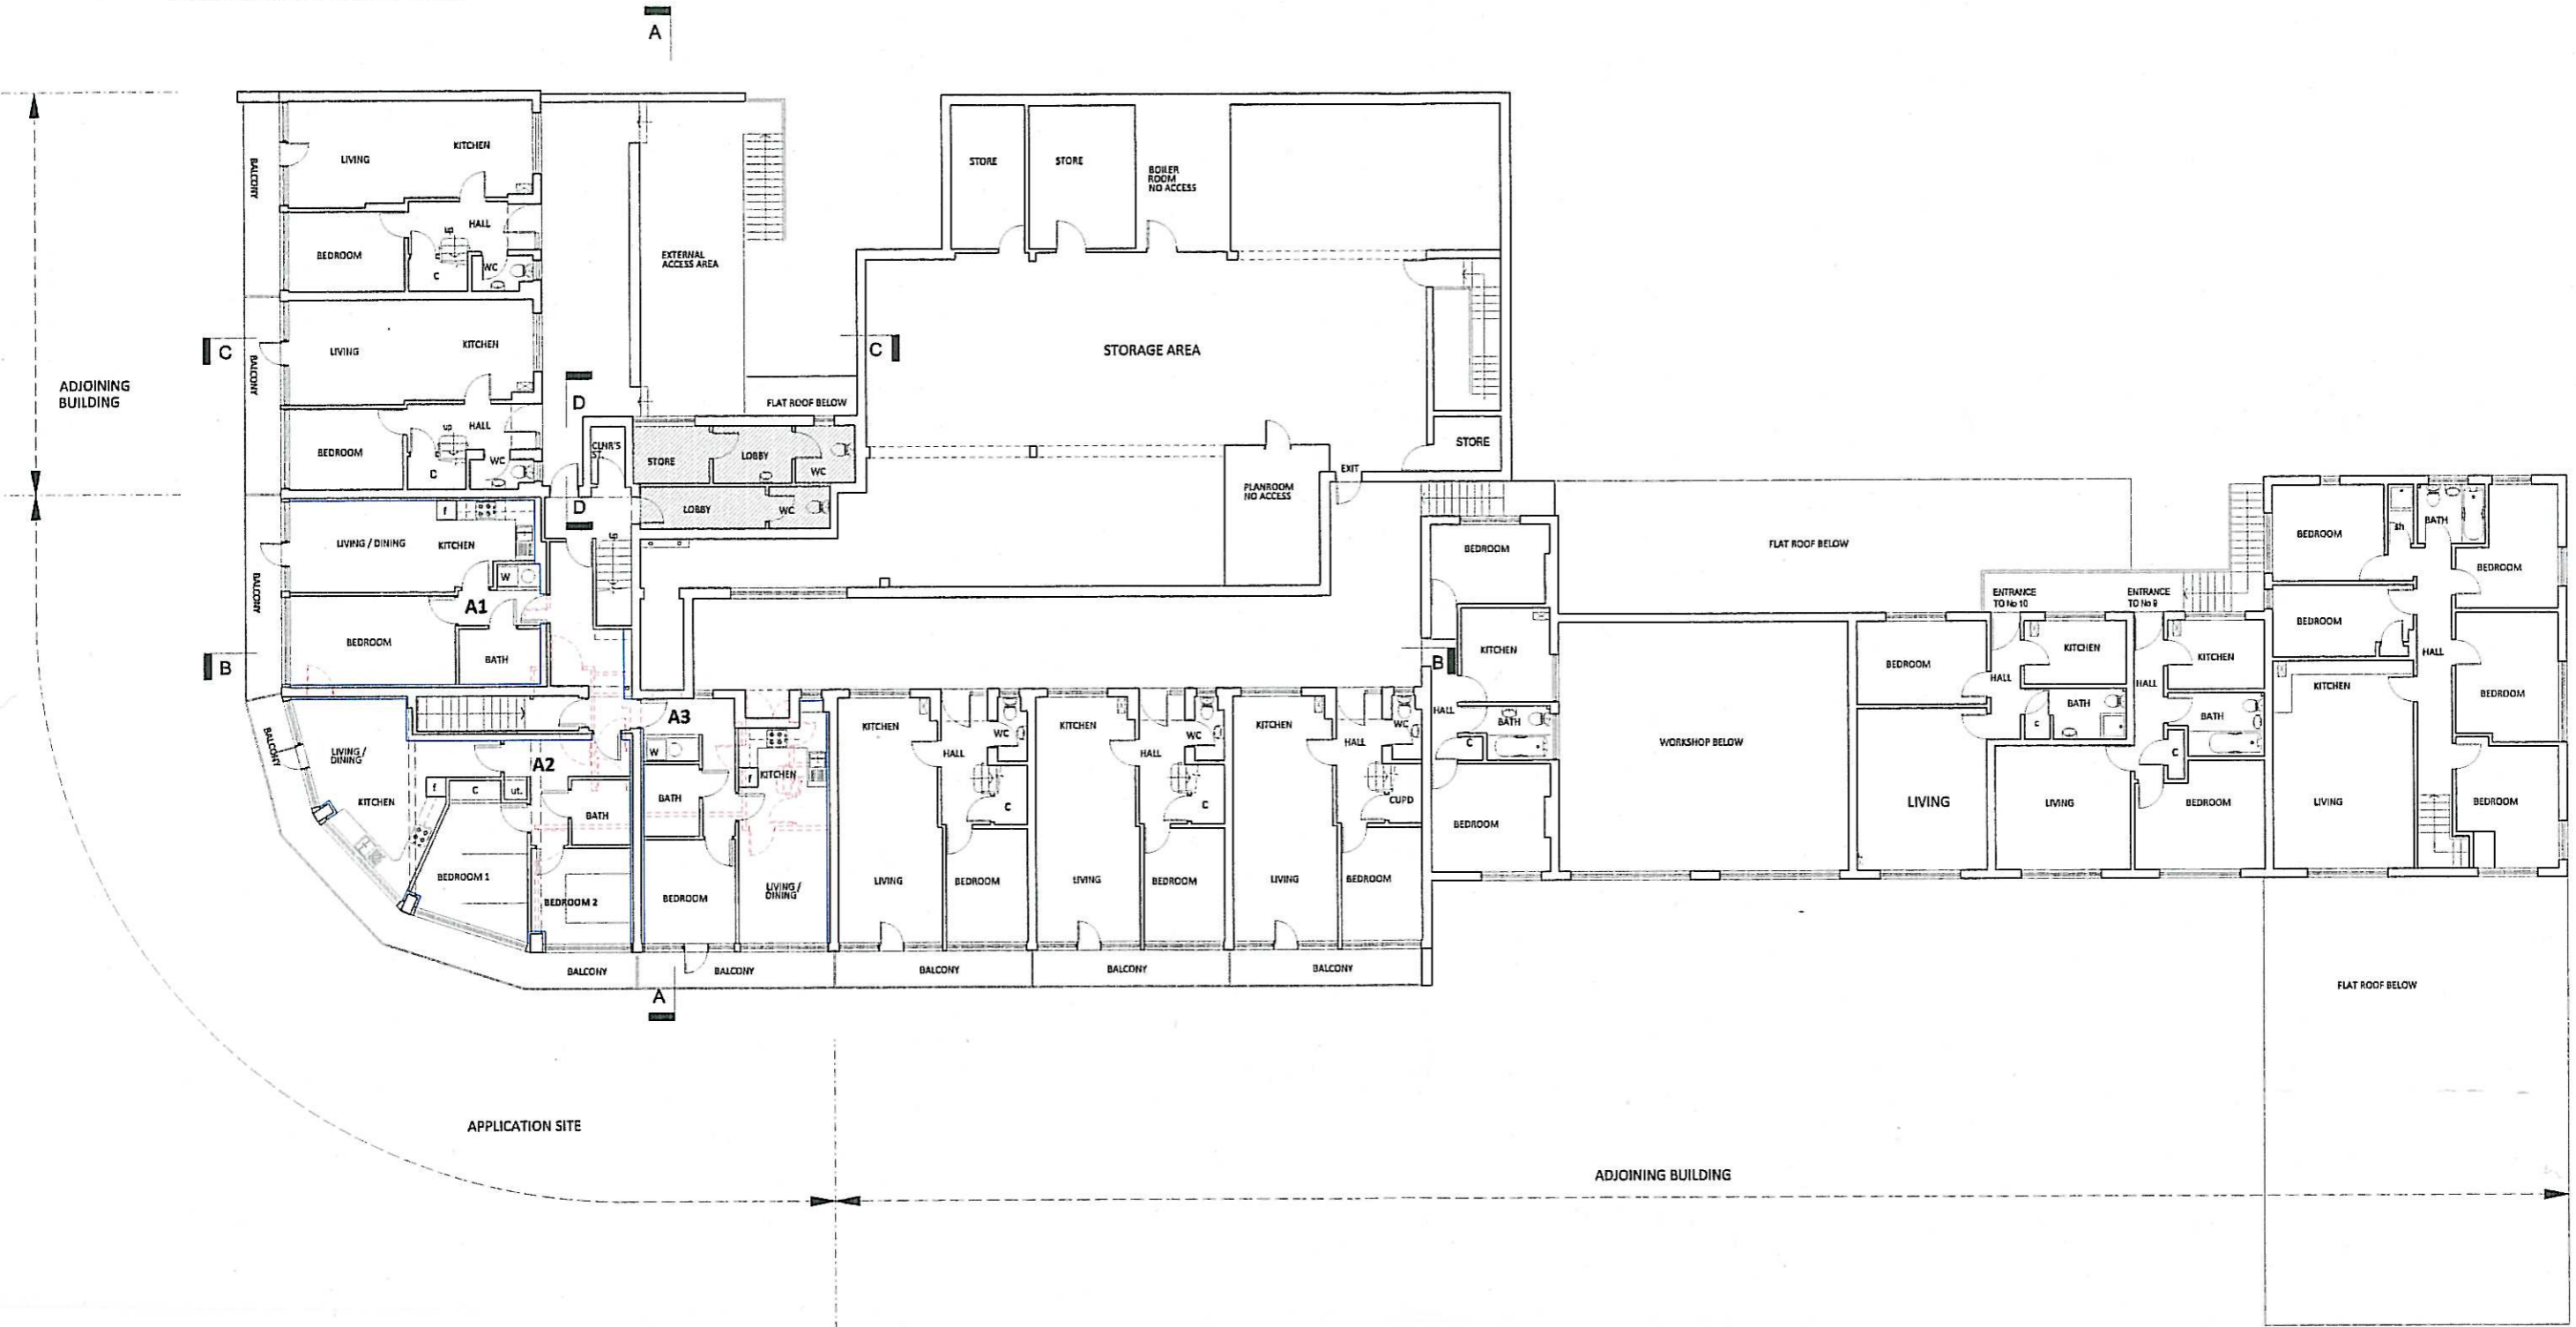 A
BALCONY
LIVING
KITCHEN
HALL
up
BEDROOM
C
WC
EXTERNAL
ACCESS AREA
STORE
STORE
BOILER
ROOM
NO ACCESS
C
BALCONY
LIVING
KITCHEN
HALL
up
BEDROOM
C
WC
ADJOINING
BUILDING
C
STORAGE AREA
D
FLAT ROOF BELOW
CLNR'S
ST.
STORE
LOBBY
WC
D
LOBBY
WC
STORE
EXIT
PLANROOM
NO ACCESS
BALCONY
LIVING / DINING
KITCHEN
f
W
A1
BEDROOM
BATH
B
BALCONY
LIVING /
DINING
KITCHEN
f
C
ut.
A2
BATH
BEDROOM 1
BEDROOM 2
BALCONY
A3
W
BATH
f
KITCHEN
BEDROOM
LIVING /
DINING
BALCONY
A
KITCHEN
WC
HALL
C
LIVING
BEDROOM
BALCONY
KITCHEN
WC
HALL
C
LIVING
BEDROOM
BALCONY
KITCHEN
WC
HALL
CUPD
LIVING
BEDROOM
BALCONY
BEDROOM
KITCHEN
B
HALL
BATH
C
BEDROOM
WORKSHOP BELOW
FLAT ROOF BELOW
ENTRANCE
TO No 10
ENTRANCE
TO No 9
BEDROOM
HALL
KITCHEN
C
BATH
LIVING
LIVING
HALL
KITCHEN
BATH
C
BEDROOM
BEDROOM
sh
BATH
BEDROOM
BEDROOM
HALL
KITCHEN
BEDROOM
LIVING
BEDROOM
FLAT ROOF BELOW
APPLICATION SITE
ADJOINING BUILDING